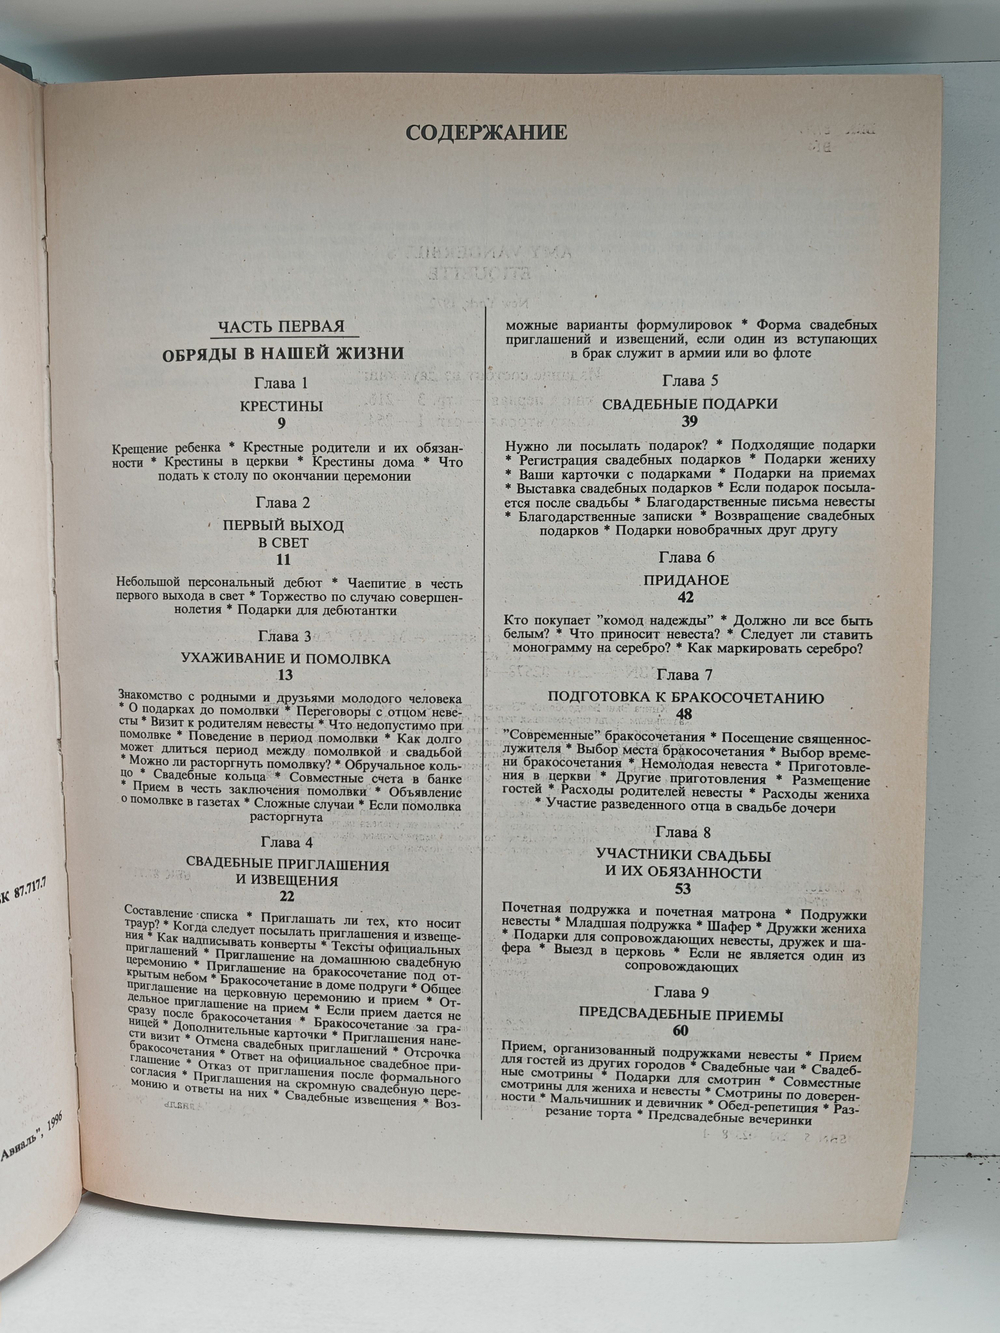 СОДЕРЖАНИЕ
ЧАСТЬ ПЕРВАЯ
ОБРЯДЫ В НАШЕЙ ЖИЗНИ
Глава 1
КРЕСТИНЫ
9
Крещение ребенка * Крестные родители и их обязан-
ности * Крестины в церкви * Крестины дома * Что
подать к столу по окончании церемонии
Глава 2
ПЕРВЫЙ ВЫХОД
В СВЕТ
11
Небольшой персональный дебют * Чаепитие в честь
первого выхода в свет * Торжество по случаю совершен-
нолетия * Подарки для дебютантки
Глава 3
УХАЖИВАНИЕ И ПОМОЛВКА
13
Знакомство с родными и друзьями молодого человека
* О подарках до помолвки * Переговоры с отцом неве-
сты * Визит к родителям невесты * Что недопустимо при
помолвке * Поведение в период помолвки * Как долго
может длиться период между помолвкой и свадьбой
* Можно ли расторгнуть помолвку? * Обручальное коль-
цо * Свадебные кольца * Совместные счета в банке
* Прием в честь заключения помолвки * Объявление
о помолвке в газетах * Сложные случаи * Если помолвка
расторгнута
Глава 4
СВАДЕБНЫЕ ПРИГЛАШЕНИЯ
И ИЗВЕЩЕНИЯ
22
Составление списка * Приглашать ли тех, кто носит
траур? * Когда следует посылать приглашения и извеще-
ния * Как надписывать конверты * Тексты официальных
приглашений * Приглашение на домашнюю свадебную
церемонию * Приглашение на бракосочетание под от-
крытым небом * Бракосочетание в доме подруги * Общее
приглашение на церковную церемонию и прием * От-
дельное приглашение на прием * Если прием дается не
сразу после бракосочетания * Бракосочетание за гра-
ницей * Дополнительные карточки * Приглашения нане-
сти визит * Отмена свадебных приглашений * Отсрочка
бракосочетания * Ответ на официальное свадебное при-
глашение * Отказ от приглашения после формального
согласия * Приглашения на скромную свадебную цере-
монию и ответы на них * Свадебные извещения * Воз-
можные варианты формулировок * Форма свадебных
приглашений и извещений, если один из вступающих
в брак служит в армии или во флоте
Глава 5
СВАДЕБНЫЕ ПОДАРКИ
39
Нужно ли посылать подарок? * Подходящие подарки
* Регистрация свадебных подарков * Подарки жениху
* Ваши карточки с подарками * Подарки на приемах
* Выставка свадебных подарков * Если подарок посыла-
ется после свадьбы * Благодарственные письма невесты
* Благодарственные записки * Возвращение свадебных
подарков * Подарки новобрачных друг другу
Глава 6
ПРИДАНОЕ
42
Кто покупает "комод надежды" * Должно ли все быть
белым? * Что приносит невеста? * Следует ли ставить
монограмму на серебро? * Как маркировать серебро?
Глава 7
ПОДГОТОВКА К БРАКОСОЧЕТАНИЮ
48
"Современные" бракосочетания * Посещение священнос-
лужителя * Выбор места бракосочетания * Выбор време-
ни бракосочетания * Немолодая невеста * Приготовле-
ния в церкви * Другие приготовления * Размещение
гостей * Расходы родителей невесты * Расходы жениха
* Участие разведенного отца в свадьбе дочери
Глава 8
УЧАСТНИКИ СВАДЬБЫ
И ИХ ОБЯЗАННОСТИ
53
Почетная подружка и почетная матрона * Подружки
невесты * Младшая подружка * Шафер * Дружки жениха
* Подарки для сопровождающих невесты, дружек и ша-
фера * Выезд в церковь * Если не является один из
сопровождающих
Глава 9
ПРЕДСВАДЕБНЫЕ ПРИЕМЫ
60
Прием, организованный подружками невесты * Прием
для гостей из других городов * Свадебные чаи * Свадеб-
ные смотрины * Подарки для смотрин * Совместные
смотрины для жениха и невесты * Смотрины по доверен-
ности * Мальчишник и девичник * Обед-репетиция * Раз-
резание торта * Предсвадебные вечеринки
К 87.717.7
Авиаль", 1996